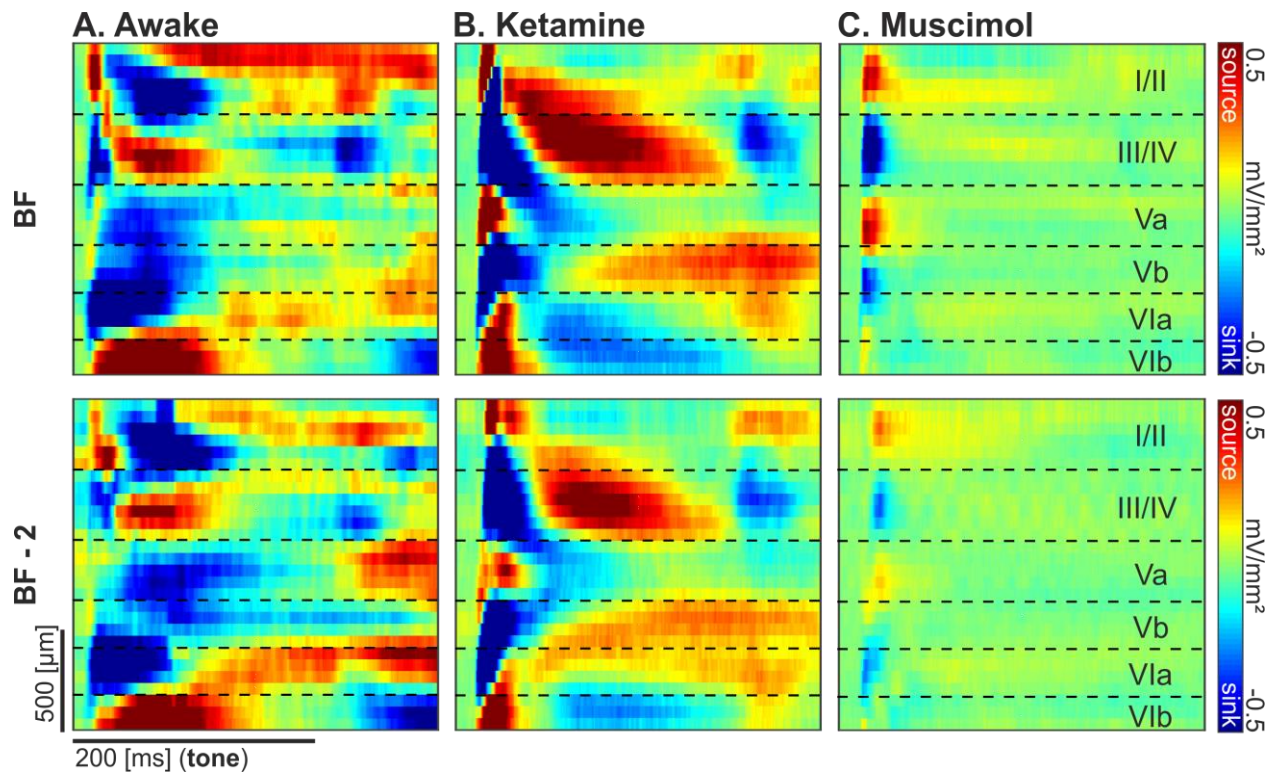 A. Awake
B. Ketamine
C. Muscimol
BF
I/II
III/IV
Va
Vb
VIa
VIb
0.5
source
mV/mm²
sink
-0.5
BF - 2
I/II
III/IV
Va
Vb
VIa
VIb
0.5
source
mV/mm²
sink
-0.5
500 [µm]
200 [ms] (tone)